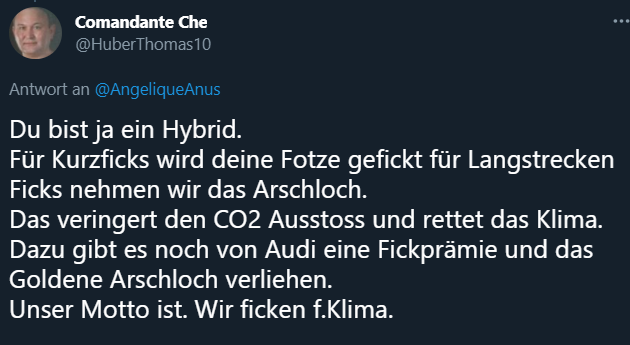 Comandante Che
@HuberThomas10
Antwort an @AngeliqueAnus
Du bist ja ein Hybrid.
Für Kurzficks wird deine Fotze gefickt für Langstrecken
Ficks nehmen wir das Arschloch.
Das veringert den CO2 Ausstoss und rettet das Klima.
Dazu gibt es noch von Audi eine Fickprämie und das
Goldene Arschloch verliehen.
Unser Motto ist. Wir ficken f.Klima.